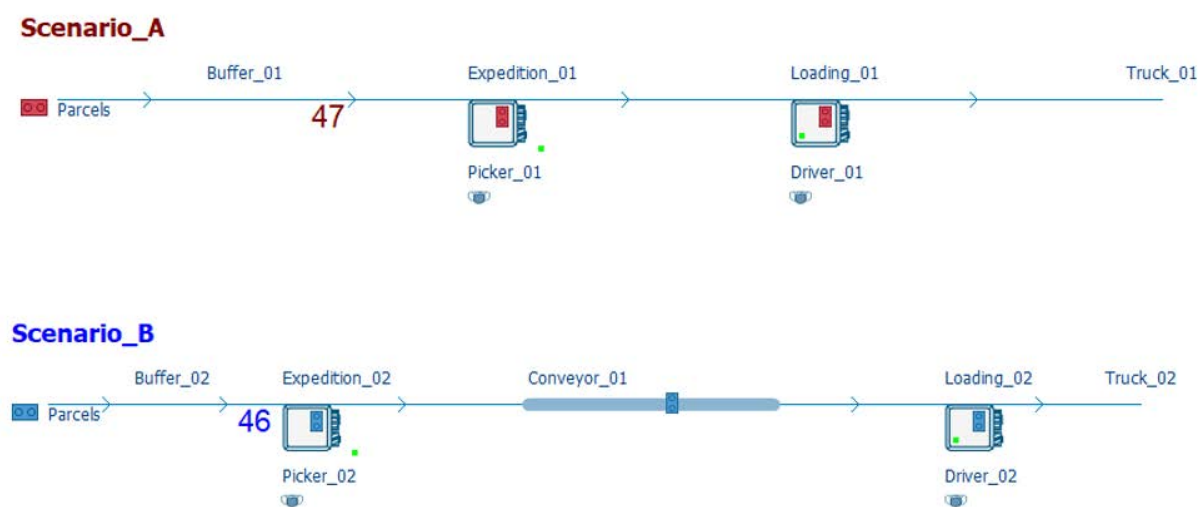 Scenario_A
Buffer_01 Expedition_01 Loading_01 Truck_01
Parcels
47
Picker_01 Driver_01
Scenario_B
Buffer_02 Expedition_02 Conveyor_01 Loading_02 Truck_02
Parcels
46
Picker_02 Driver_02